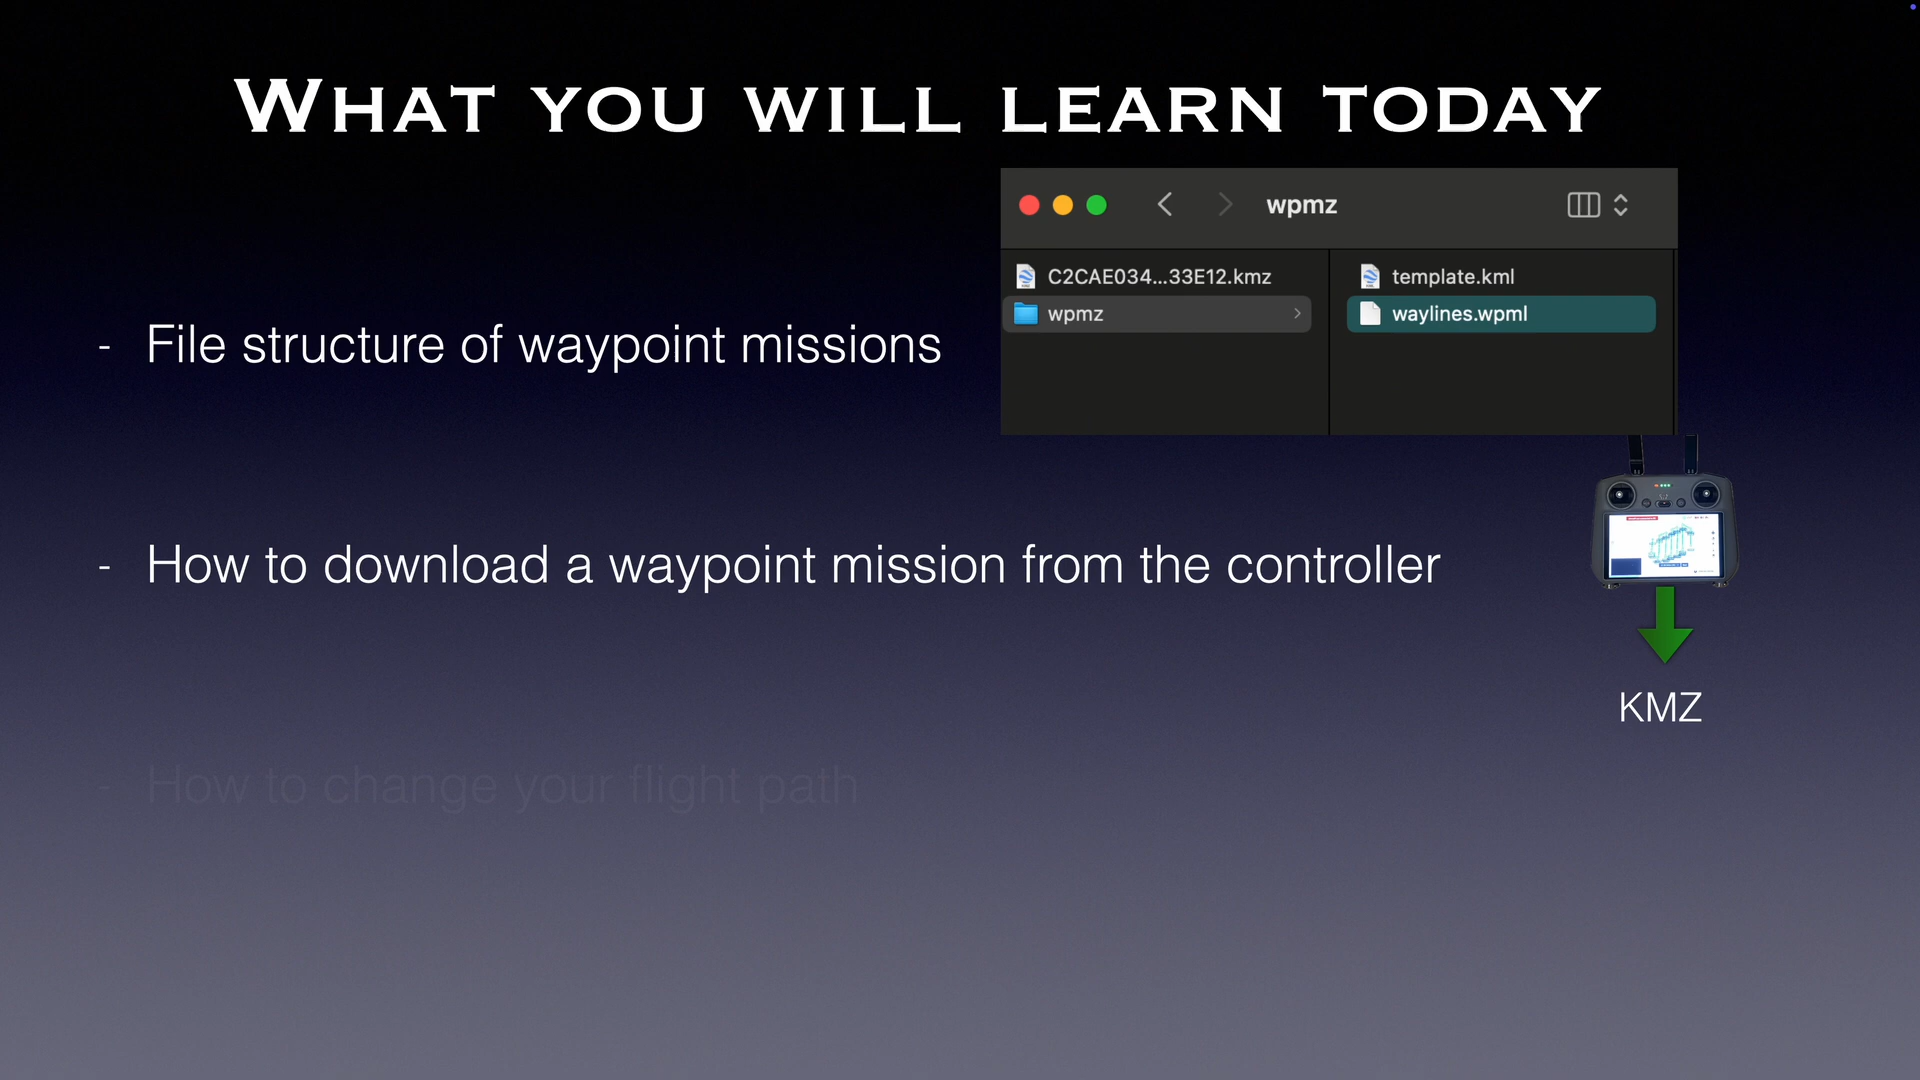 WHAT YOU WILL LEARN TODAY
wpmz
C2CAE034...33E12.kmz
template.kml
wpmz
waylines.wpml
- File structure of waypoint missions
- How to download a waypoint mission from the controller
KMZ
- How to change your flight path